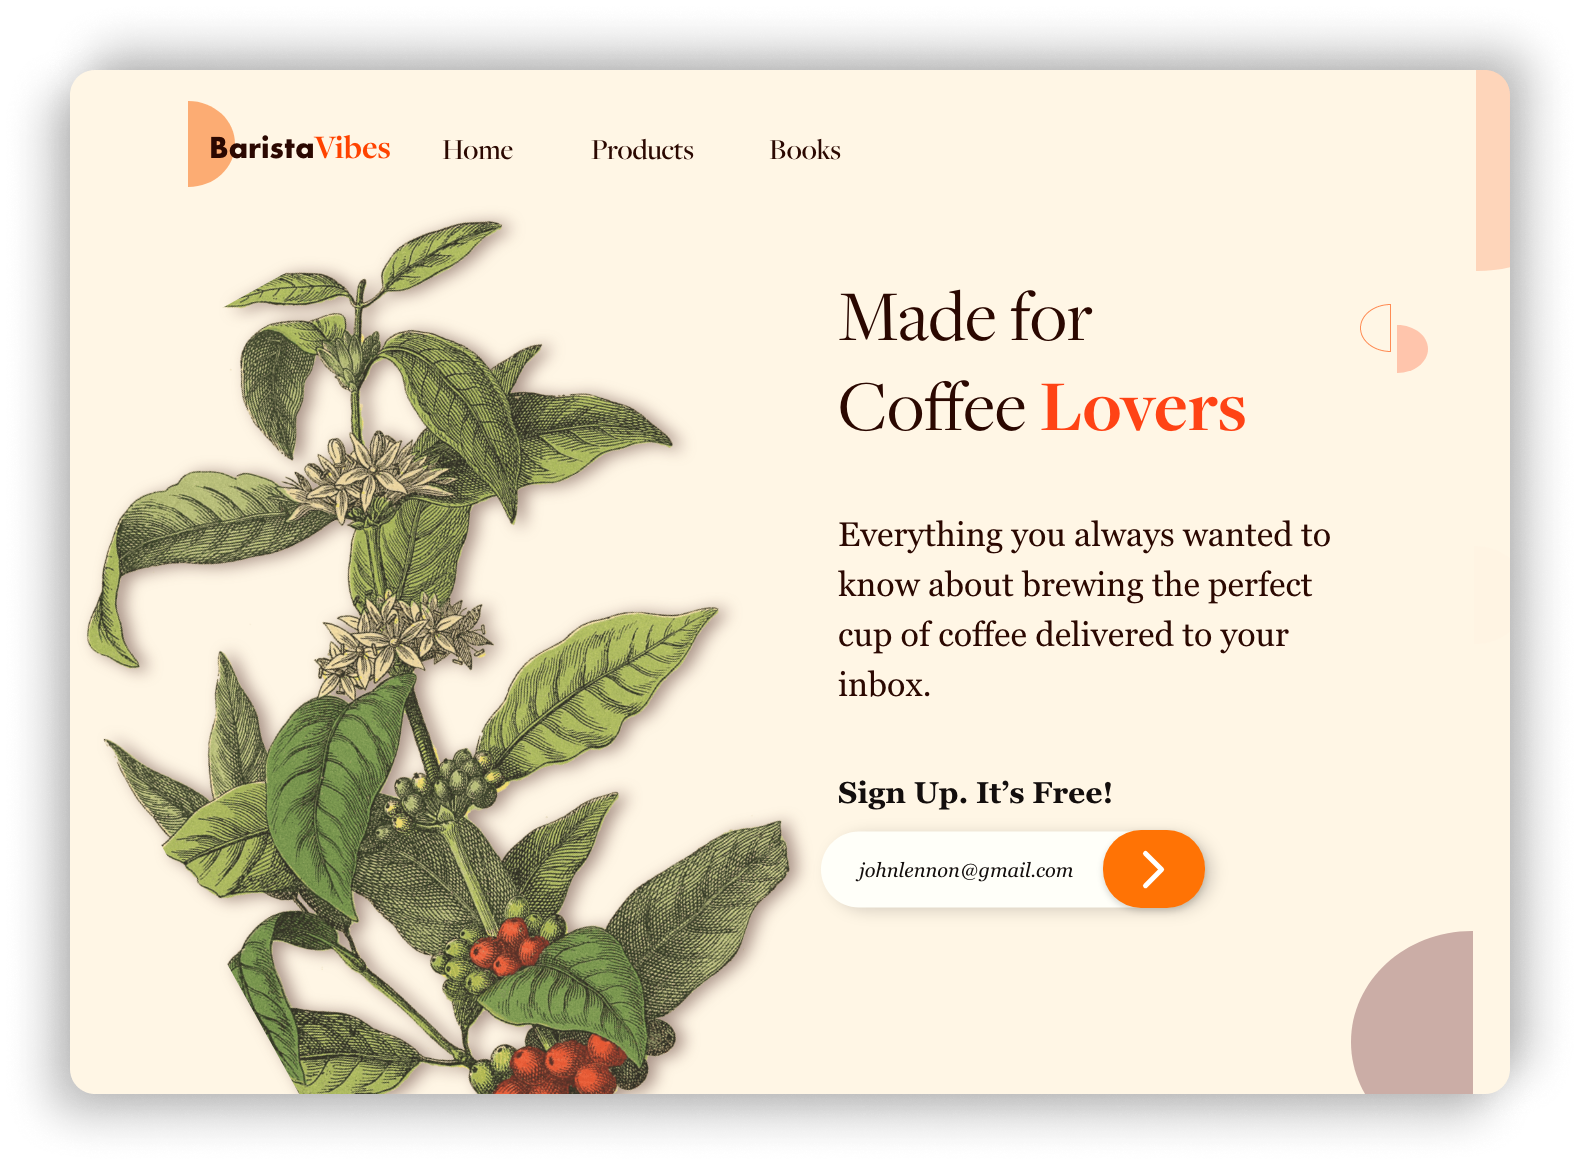 BaristaVibes Home Products Books
Made for
Coffee Lovers
Everything you always wanted to
know about brewing the perfect
cup of coffee delivered to your
inbox.
Sign Up. It’s Free!
johnlennon@gmail.com